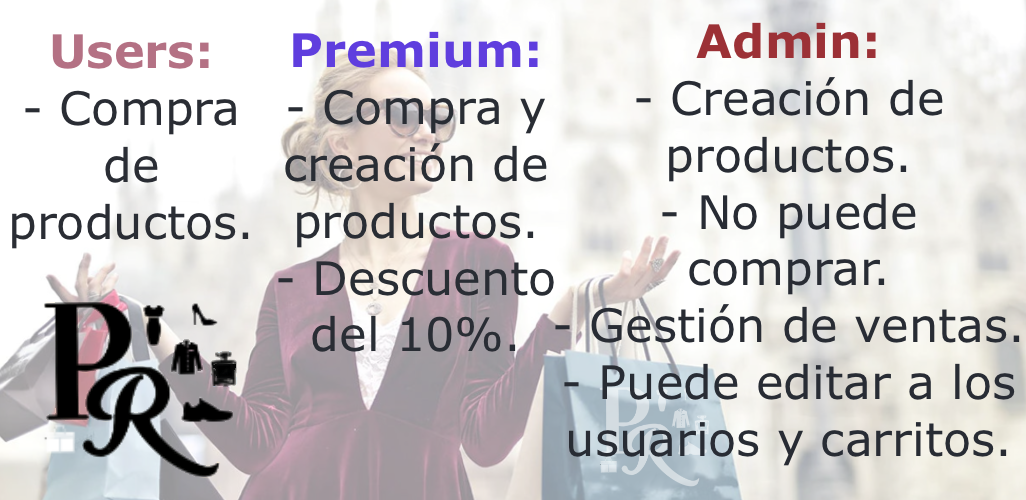 Users:
- Compra
de
productos.
Premium:
- Compra y
creación de
productos.
- Descuento
del 10%.
Admin:
- Creación de
productos.
- No puede
comprar.
- Gestión de ventas.
- Puede editar a los
usuarios y carritos.
PR
PR